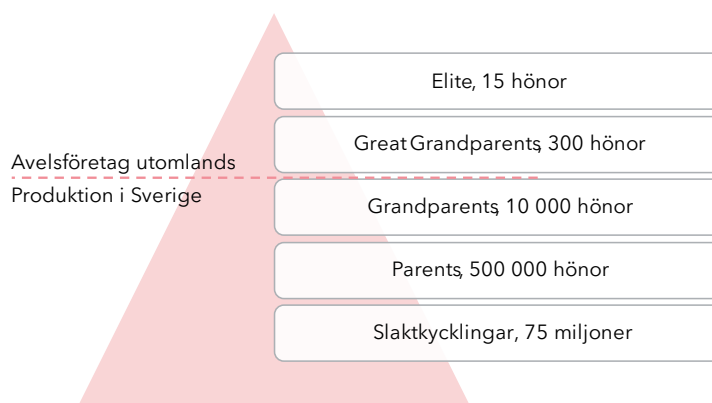 Elite, 15 hönor
Great Grandparents, 300 hönor
Avelsföretag utomlands
Produktion i Sverige
Grandparents, 10 000 hönor
Parents, 500 000 hönor
Slaktkycklingar, 75 miljoner